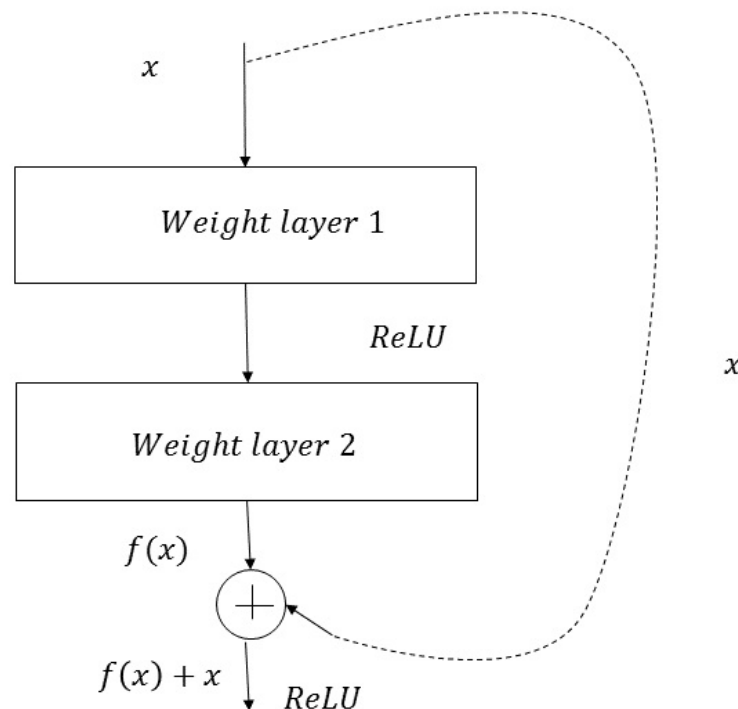 x
Weight layer 1
ReLU
x
Weight layer 2
f(x)
+
f(x) + x
ReLU